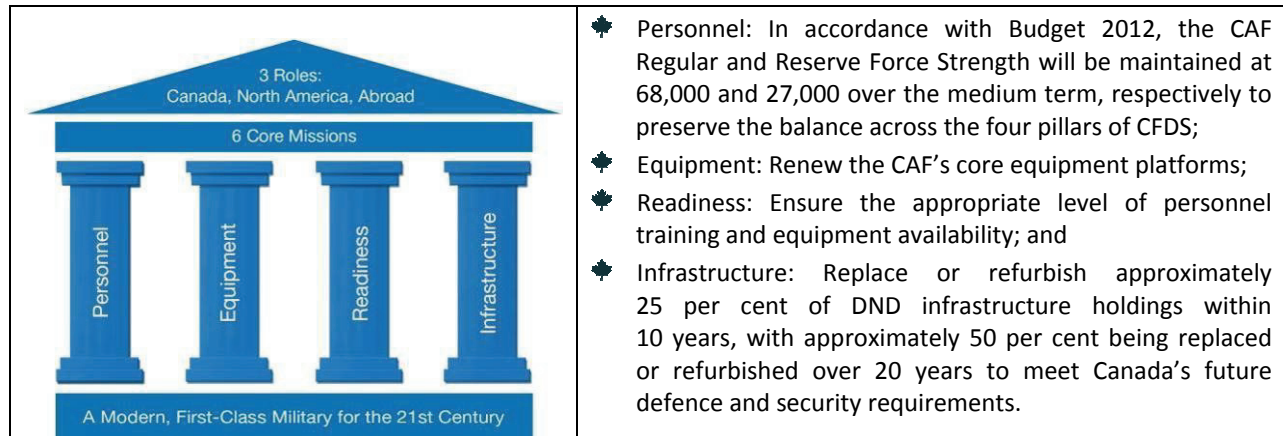 3 Roles:
Canada, North America, Abroad
6 Core Missions
Personnel
Equipment
Readiness
Infrastructure
A Modern, First-Class Military for the 21st Century
Personnel: In accordance with Budget 2012, the CAF
Regular and Reserve Force Strength will be maintained at
68,000 and 27,000 over the medium term, respectively to
preserve the balance across the four pillars of CFDS;
Equipment: Renew the CAF’s core equipment platforms;
Readiness: Ensure the appropriate level of personnel
training and equipment availability; and
Infrastructure: Replace or refurbish approximately
25 per cent of DND infrastructure holdings within
10 years, with approximately 50 per cent being replaced
or refurbished over 20 years to meet Canada’s future
defence and security requirements.